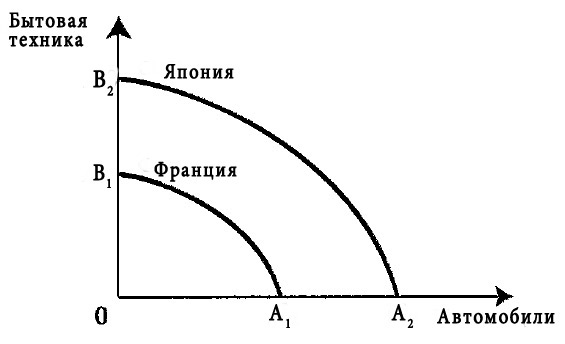 Бытовая
техника
B₂
Япония
B₁
Франция
0
A₁
A₂
Автомобили